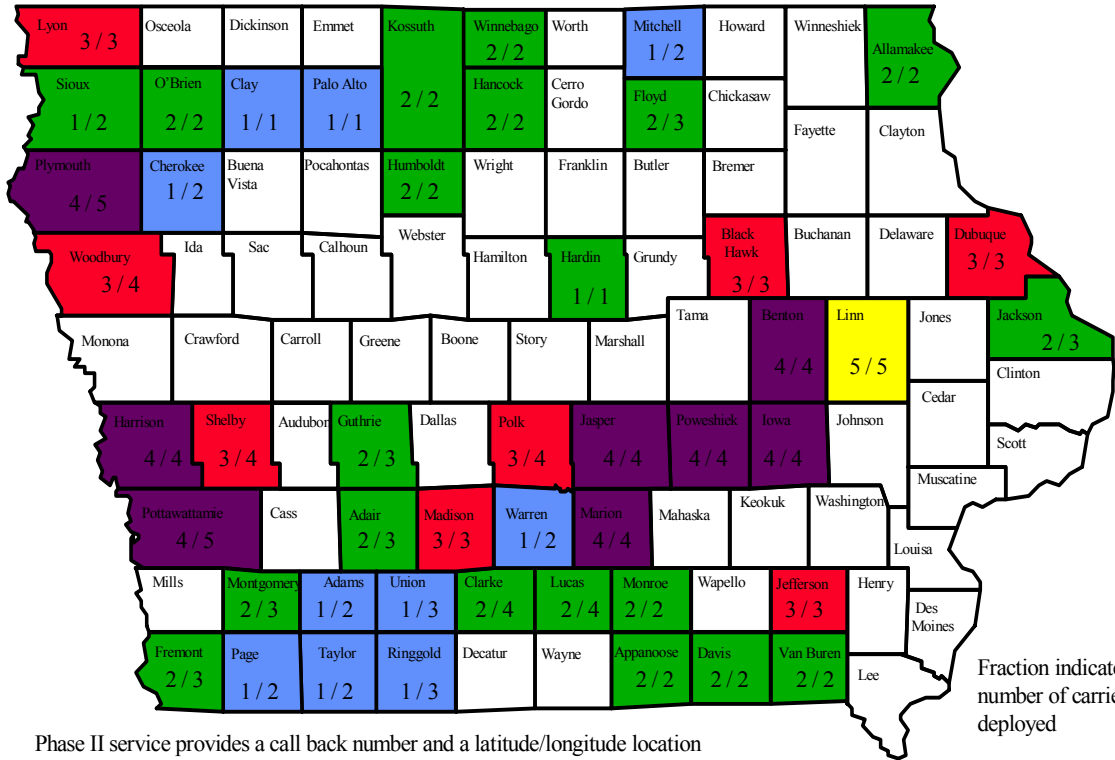 Lyon
3 / 3
Osceola
Dickinson
Emmet
Kossuth
2 / 2
Winnebago
2 / 2
Worth
Mitchell
1 / 2
Howard
Winneshiek
Allamakee
2 / 2
Sioux
1 / 2
O'Brien
2 / 2
Clay
1 / 1
Palo Alto
1 / 1
Hancock
2 / 2
Cerro
Gordo
Floyd
2 / 3
Chickasaw
Fayette
Clayton
Plymouth
4 / 5
Cherokee
1 / 2
Buena
Vista
Pocahontas
Humboldt
2 / 2
Wright
Franklin
Butler
Bremer
Woodbury
3 / 4
Ida
Sac
Calhoun
Webster
Hamilton
Hardin
1 / 1
Grundy
Black
Hawk
3 / 3
Buchanan
Delaware
Dubuque
3 / 3
Monona
Crawford
Carroll
Greene
Boone
Story
Marshall
Tama
Benton
4 / 4
Linn
5 / 5
Jones
Jackson
2 / 3
Clinton
Cedar
Scott
Harrison
4 / 4
Shelby
3 / 4
Audubon
Guthrie
2 / 3
Dallas
Polk
3 / 4
Jasper
4 / 4
Poweshiek
4 / 4
Iowa
4 / 4
Johnson
Muscatine
Pottawattamie
4 / 5
Cass
Adair
2 / 3
Madison
3 / 3
Warren
1 / 2
Marion
4 / 4
Mahaska
Keokuk
Washington
Louisa
Mills
Montgomery
2 / 3
Adams
1 / 2
Union
1 / 3
Clarke
2 / 4
Lucas
2 / 4
Monroe
2 / 2
Wapello
Jefferson
3 / 3
Henry
Des
Moines
Fremont
2 / 3
Page
1 / 2
Taylor
1 / 2
Ringgold
1 / 3
Decatur
Wayne
Appanoose
2 / 2
Davis
2 / 2
Van Buren
2 / 2
Lee
Fraction indicate
number of carrie
deployed
Phase II service provides a call back number and a latitude/longitude location